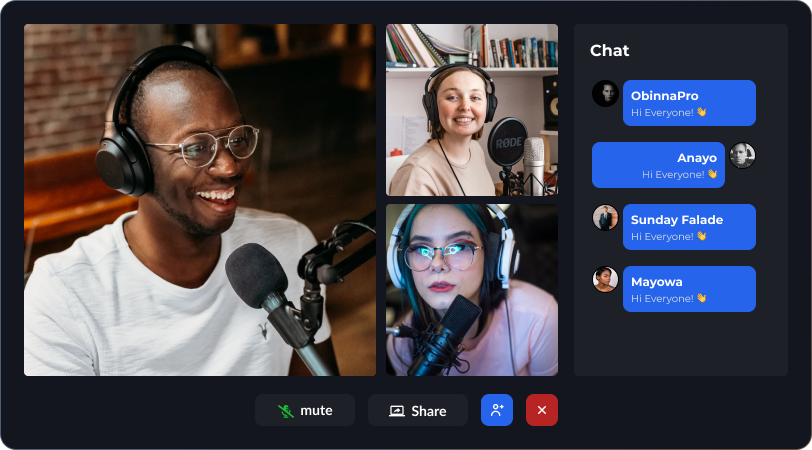 Chat
ObinnaPro
Hi Everyone! 👋
Anayo
Hi Everyone! 👋
Sunday Falade
Hi Everyone! 👋
Mayowa
Hi Everyone! 👋
RØDE
mute
Share